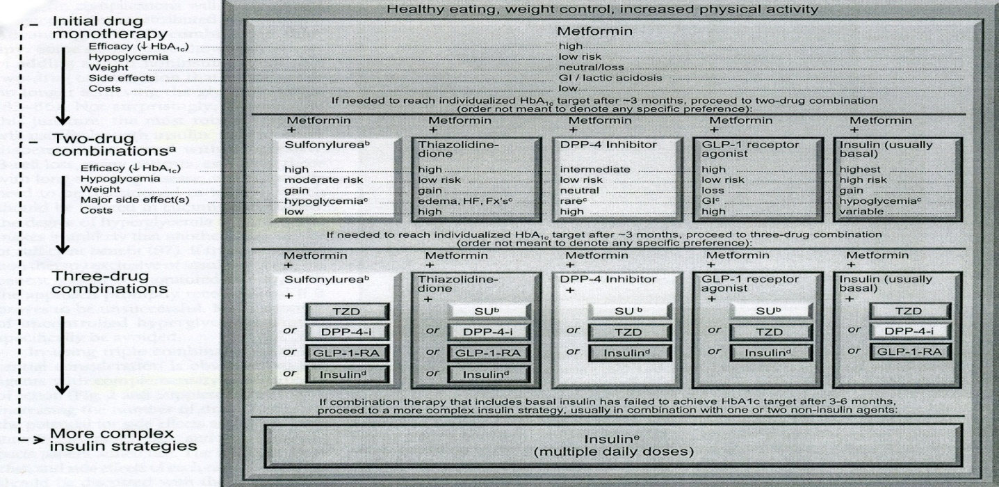 Healthy eating, weight control, increased physical activity
Initial drug
monotherapy
Efficacy (↓ HbA1c)
Hypoglycemia
Weight
Side effects
Costs
Metformin
high
low risk
neutral/loss
GI / lactic acidosis
low
If needed to reach individualized HbA1c target after ~3 months, proceed to two-drug combination
(order not meant to denote any specific preference):
Two-drug
combinationsa
Efficacy (↓ HbA1c)
Hypoglycemia
Weight
Major side effect(s)
Costs
Metformin
+
Sulfonylureab
high
moderate risk
gain
hypoglycemiac
low
Metformin
+
Thiazolidine-
dione
high
low risk
gain
edema, HF, Fx'sc
high
Metformin
+
DPP-4 Inhibitor
intermediate
low risk
neutral
rarec
high
Metformin
+
GLP-1 receptor
agonist
high
low risk
loss
GIc
high
Metformin
+
Insulin (usually
basal)
highest
high risk
gain
hypoglycemiac
variable
If needed to reach individualized HbA1c target after ~3 months, proceed to three-drug combination
(order not meant to denote any specific preference):
Three-drug
combinations
Metformin
+
Sulfonylureab
+
TZD
or DPP-4-i
or GLP-1-RA
or Insulind
Metformin
+
Thiazolidine-
dione
+
SUb
or DPP-4-i
or GLP-1-RA
or Insulind
Metformin
+
DPP-4 Inhibitor
+
SUb
or TZD
or Insulind
Metformin
+
GLP-1 receptor
agonist
+
SUb
or TZD
or Insulind
Metformin
+
Insulin (usually
basal)
+
TZD
or DPP-4-i
or GLP-1-RA
If combination therapy that includes basal insulin has failed to achieve HbA1c target after 3-6 months,
proceed to a more complex insulin strategy, usually in combination with one or two non-insulin agents:
More complex
insulin strategies
Insuline
(multiple daily doses)